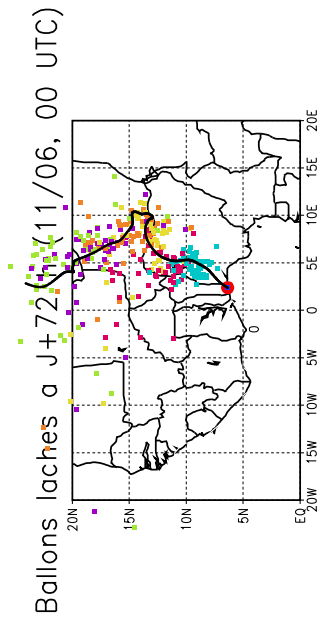 Ballons laches a J+72h (11/06, 00 UTC)
20N
15N
10N
5N
EQ
20W 15W 10W 5W 0 5E 10E 15E 20E
0